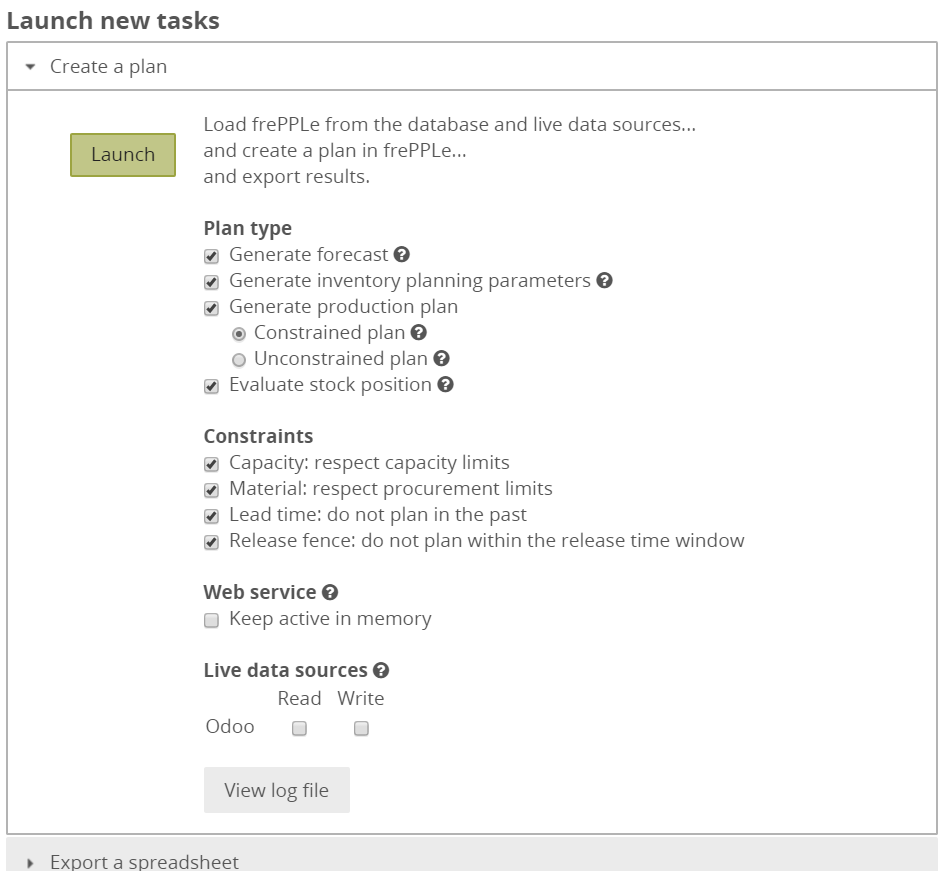 Launch new tasks
Create a plan
Launch
Load frePPLe from the database and live data sources...
and create a plan in frePPLe...
and export results.
Plan type
Generate forecast
Generate inventory planning parameters
Generate production plan
Constrained plan
Unconstrained plan
Evaluate stock position
Constraints
Capacity: respect capacity limits
Material: respect procurement limits
Lead time: do not plan in the past
Release fence: do not plan within the release time window
Web service
Keep active in memory
Live data sources
Read Write
Odoo
View log file
Export a spreadsheet